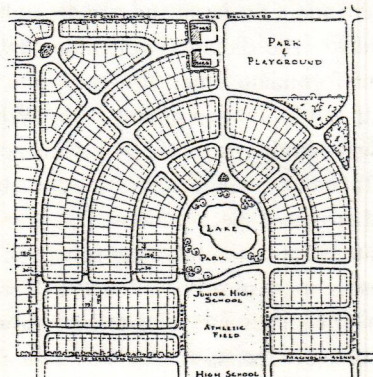 COVE BOULEVARD
PARK
&
PLAYGROUND
LAKE
PARK
JUNIOR HIGH
SCHOOL
ATHLETIC
FIELD
MAGNOLIA AVENUE
HIGH SCHOOL